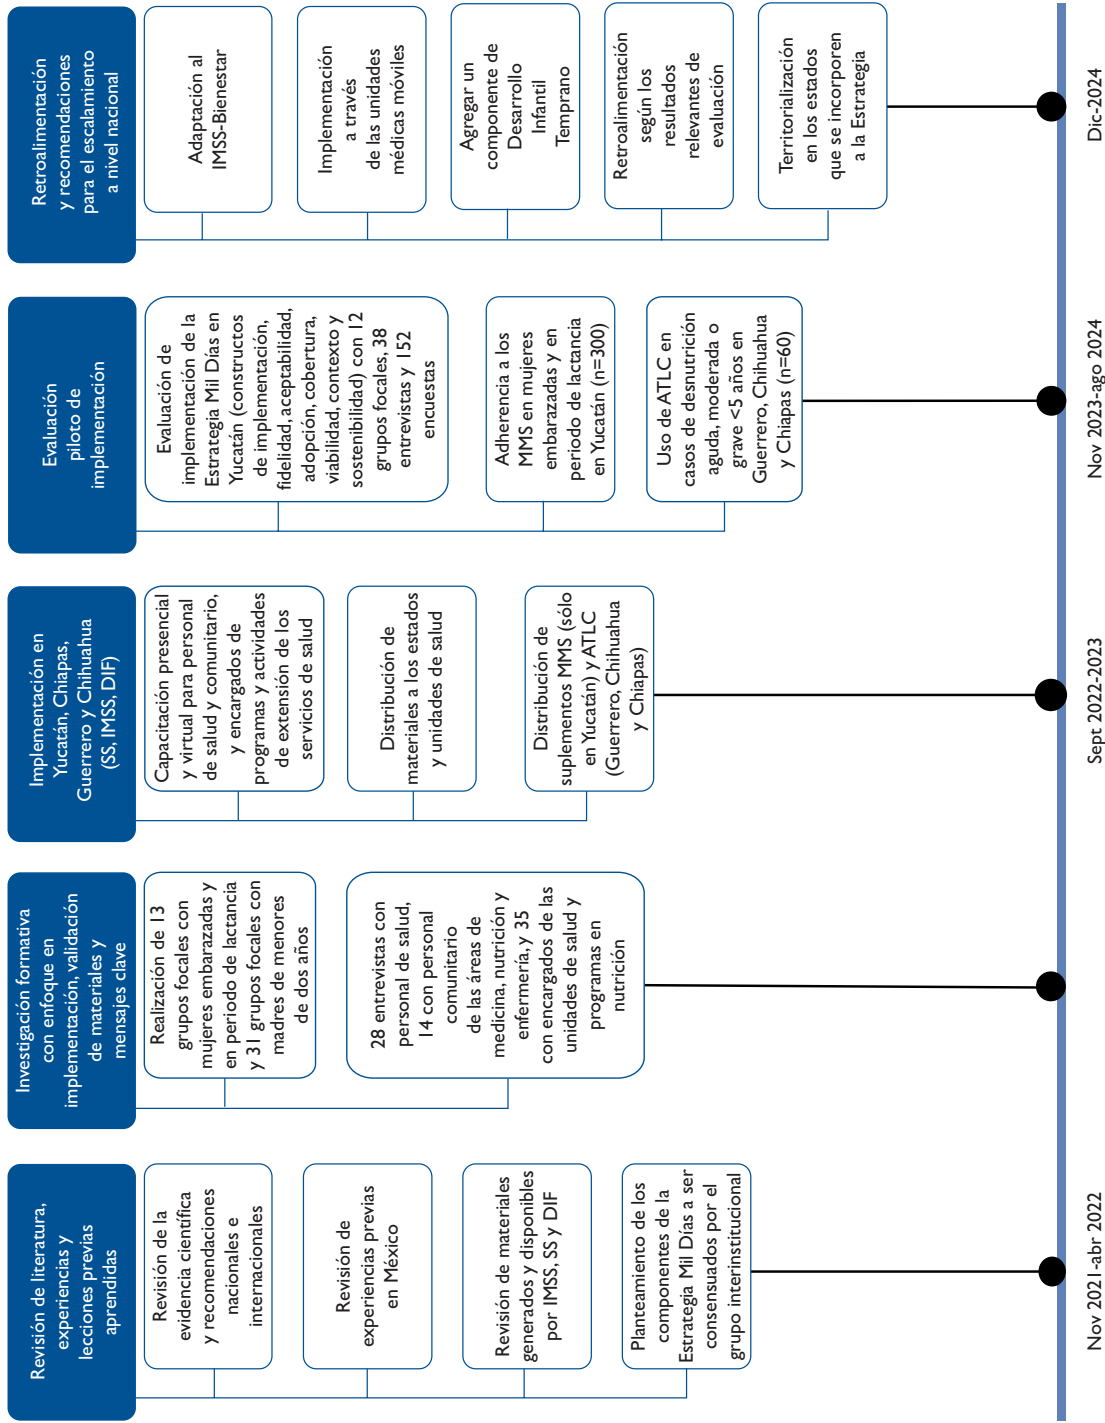 Revisión de literatura,
experiencias y
lecciones previas
aprendidas
Revisión de la
evidencia científica
y recomendaciones
nacionales e
internacionales
Revisión de
experiencias previas
en México
Revisión de materiales
generados y disponibles
por IMSS, SS y DIF
Planteamiento de los
componentes de la
Estrategia Mil Días a ser
consensuados por el
grupo interinstitucional
Nov 2021-abr 2022
Investigación formativa
con enfoque en
implementación, validación
de materiales y
mensajes clave
Realización de 13
grupos focales con
mujeres embarazadas y
en periodo de lactancia
y 31 grupos focales con
madres de menores
de dos años
28 entrevistas con
personal de salud,
14 con personal
comunitario
de las áreas de
medicina, nutrición y
enfermería, y 35
con encargados de las
unidades de salud y
programas en
nutrición
Implementación en
Yucatán, Chiapas,
Guerrero y Chihuahua
(SS, IMSS, DIF)
Capacitación presencial
y virtual para personal
de salud y comunitario,
y encargados de
programas y actividades
de extensión de los
servicios de salud
Distribución de
materiales a los estados
y unidades de salud
Distribución de
suplementos MMS (sólo
en Yucatán) y ATLC
(Guerrero, Chihuahua
y Chiapas)
Sept 2022-2023
Evaluación
piloto de
implementación
Evaluación de
implementación de la
Estrategia Mil Días en
Yucatán (constructos
de implementación,
fidelidad, aceptabilidad,
adopción, cobertura,
viabilidad, contexto y
sostenibilidad) con 12
grupos focales, 38
entrevistas y 152
encuestas
Adherencia a los
MMS en mujeres
embarazadas y en
periodo de lactancia
en Yucatán (n=300)
Uso de ATLC en
casos de desnutrición
aguda, moderada o
grave <5 años en
Guerrero, Chihuahua
y Chiapas (n=60)
Nov 2023-ago 2024
Retroalimentación
y recomendaciones
para el escalamiento
a nivel nacional
Adaptación al
IMSS-Bienestar
Implementación
a través
de las unidades
médicas móviles
Agregar un
componente de
Desarrollo
Infantil
Temprano
Retroalimentación
según los
resultados
relevantes de
evaluación
Territorialización
en los estados
que se incorporen
a la Estrategia
Dic-2024